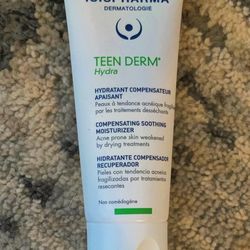 ISISPHARMA
DERMATOLOGIE
TEEN DERM®
Hydra
HYDRATANT COMPENSATEUR
APAISANT
Peaux à tendance acnéique fragilisées
par les traitements desséchants
COMPENSATING SOOTHING
MOISTURIZER
Acne prone skin weakened
by drying treatments
HIDRATANTE COMPENSADOR
RECUPERADOR
Pieles con tendencia acneica
fragilizadas por tratamientos
resecantes
Non comédogène